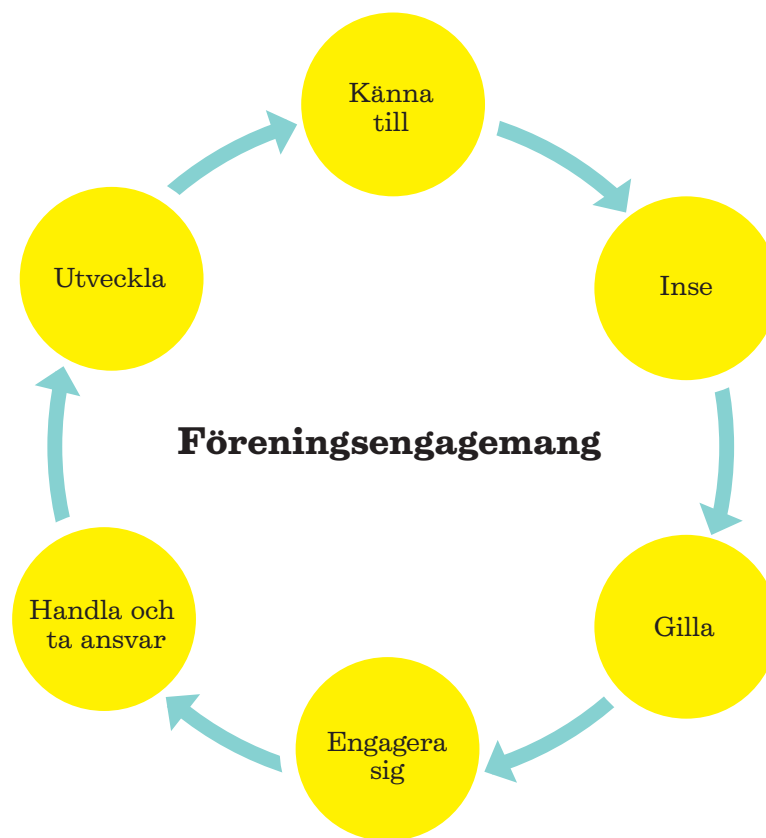 Känna
till
Inse
Gilla
Engagera
sig
Handla och
ta ansvar
Utveckla
Föreningsengagemang